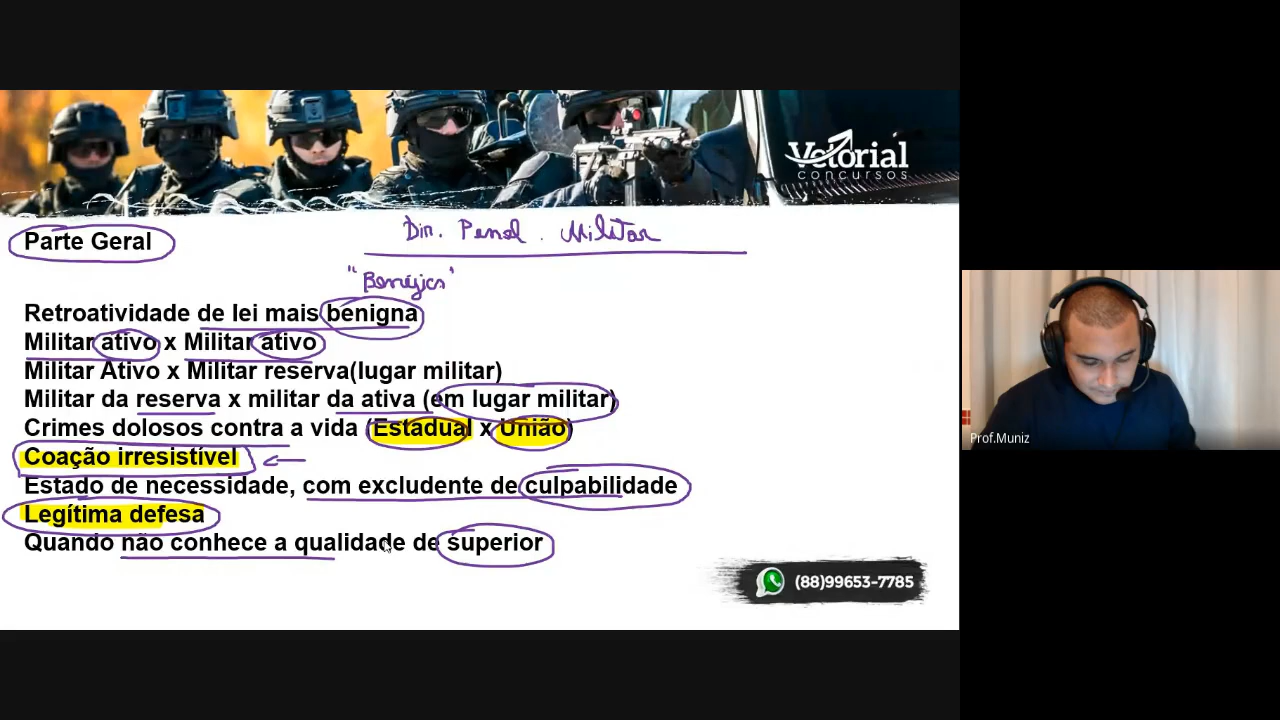 Vetorial
concursos
Parte Geral
Dir. Penal. Militar
Retroatividade de lei mais benigna
Militar ativo x Militar ativo
Militar Ativo x Militar reserva(lugar militar)
Militar da reserva x militar da ativa (em lugar militar)
Crimes dolosos contra a vida (Estadual x União)
Coação irresistível
Estado de necessidade, com excludente de culpabilidade
Legítima defesa
Quando não conhece a qualidade de superior
(88)99653-7785
Prof.Muniz